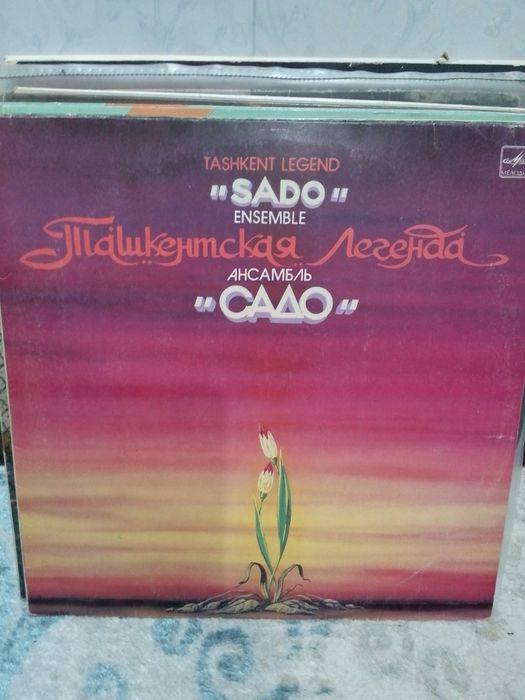 TASHKENT LEGEND
"SADO"
ENSEMBLE
Ташкентская Легенда
АНСАМБЛЬ
"САДО"